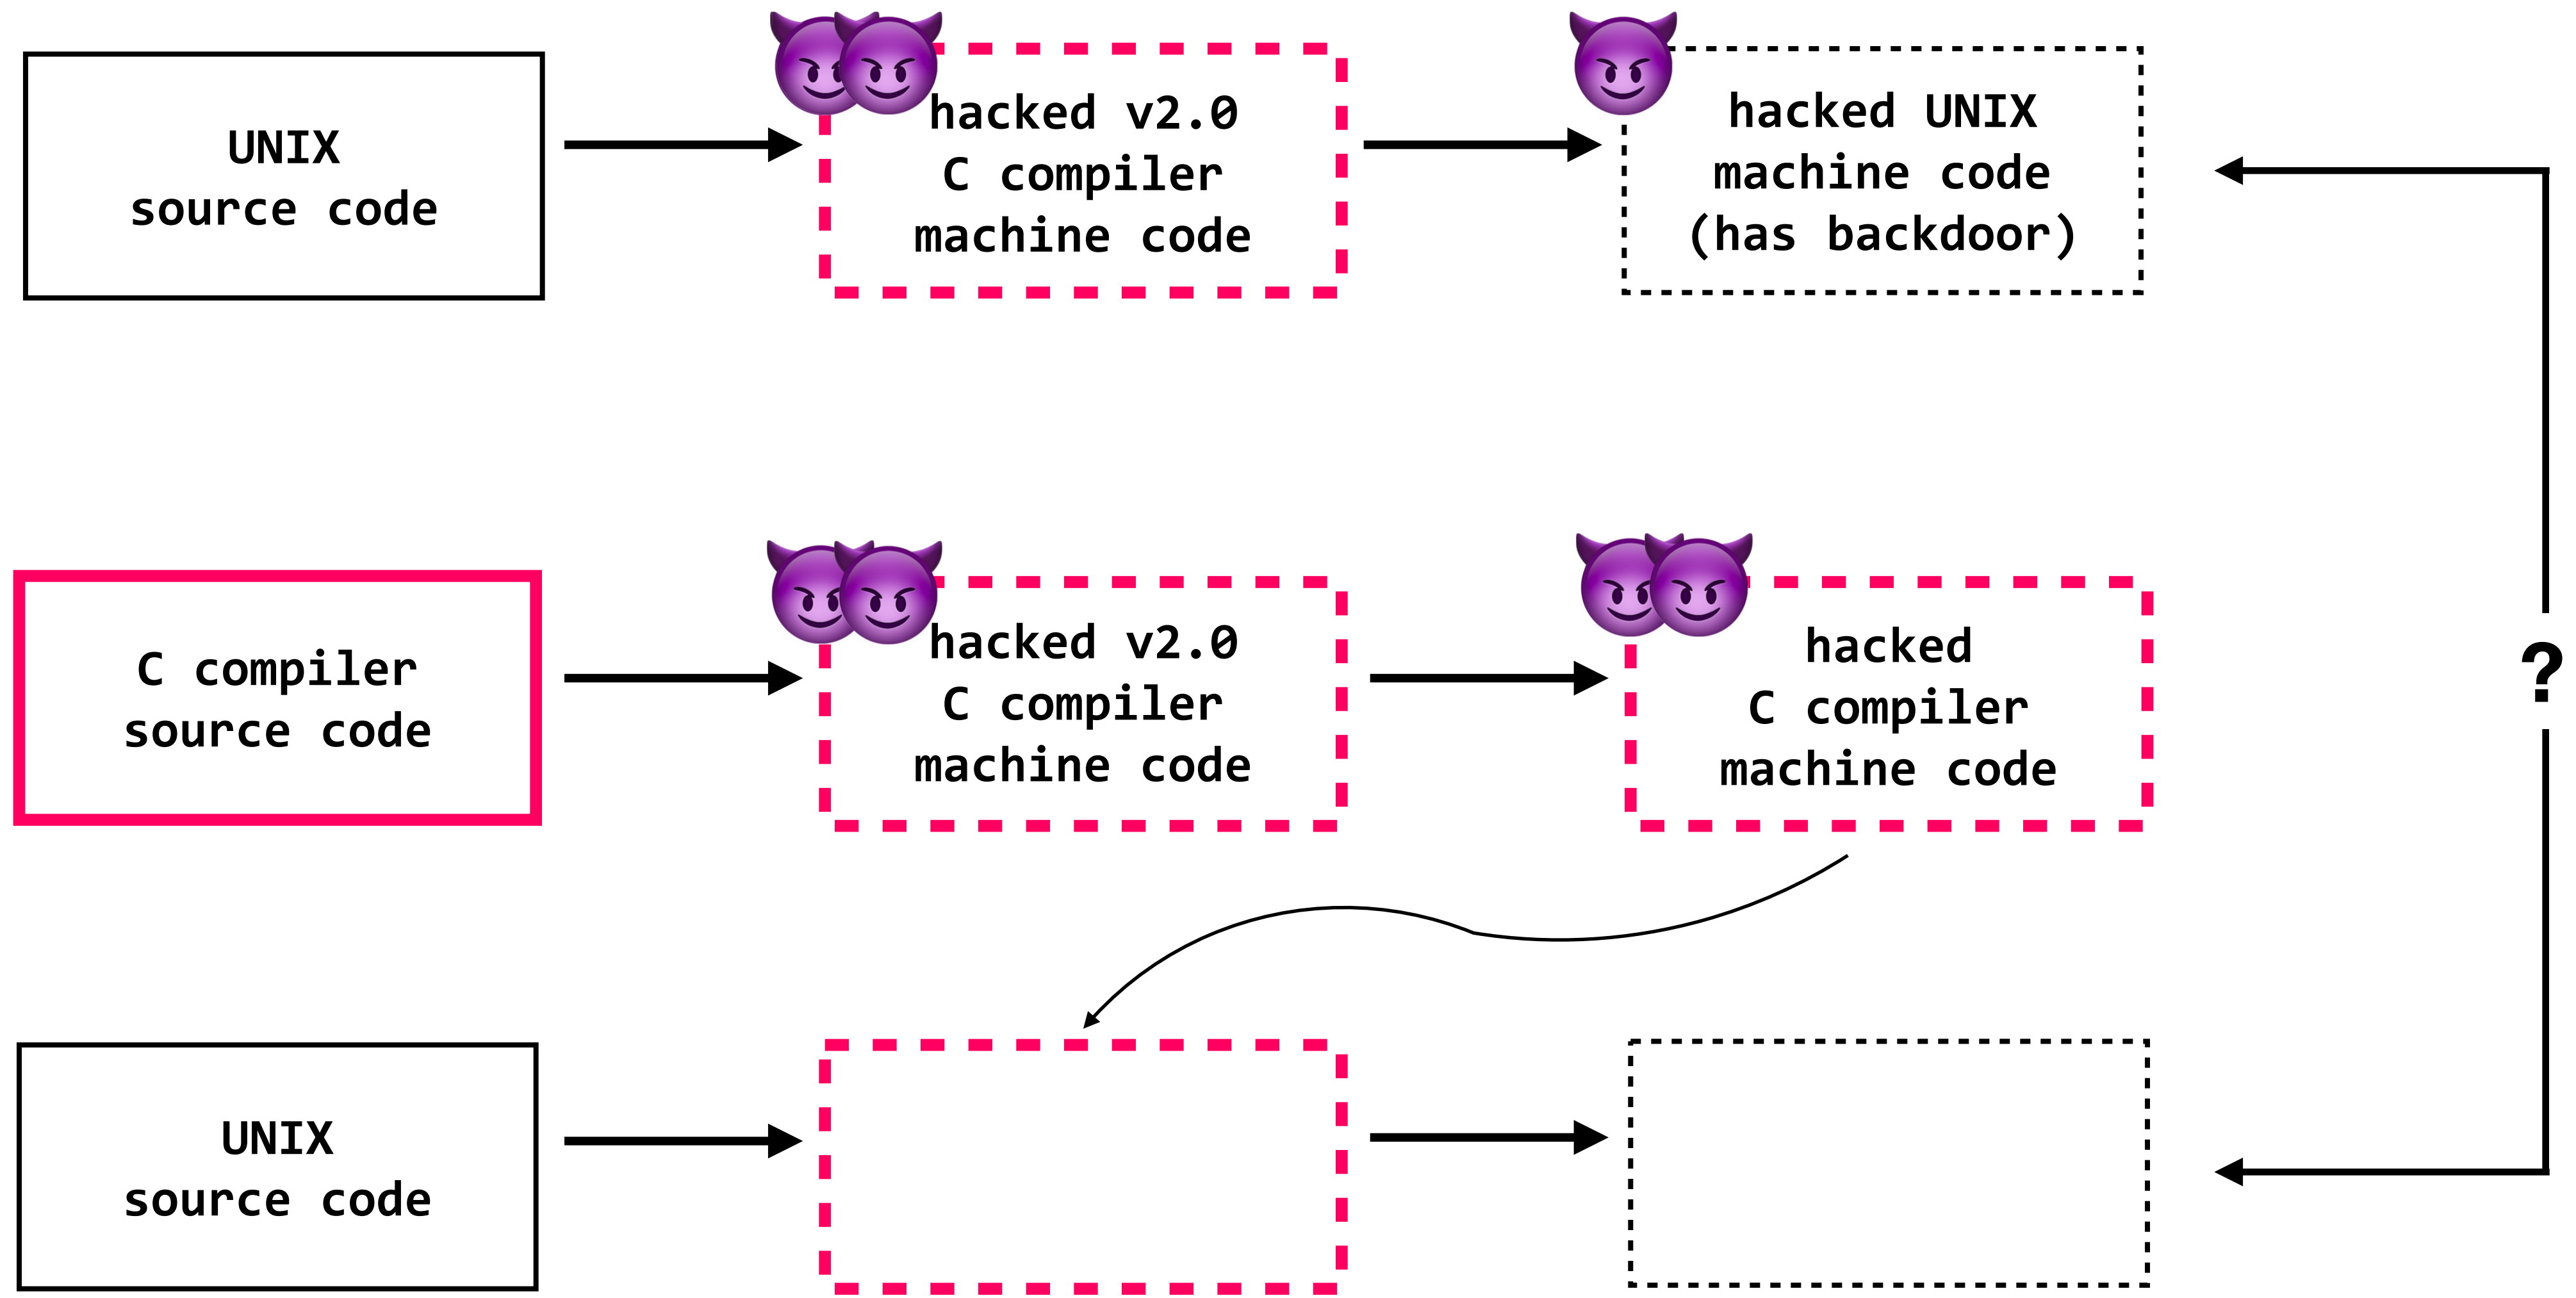 UNIX
source code
hacked v2.0
C compiler
machine code
hacked UNIX
machine code
(has backdoor)
C compiler
source code
hacked v2.0
C compiler
machine code
hacked
C compiler
machine code
?
UNIX
source code